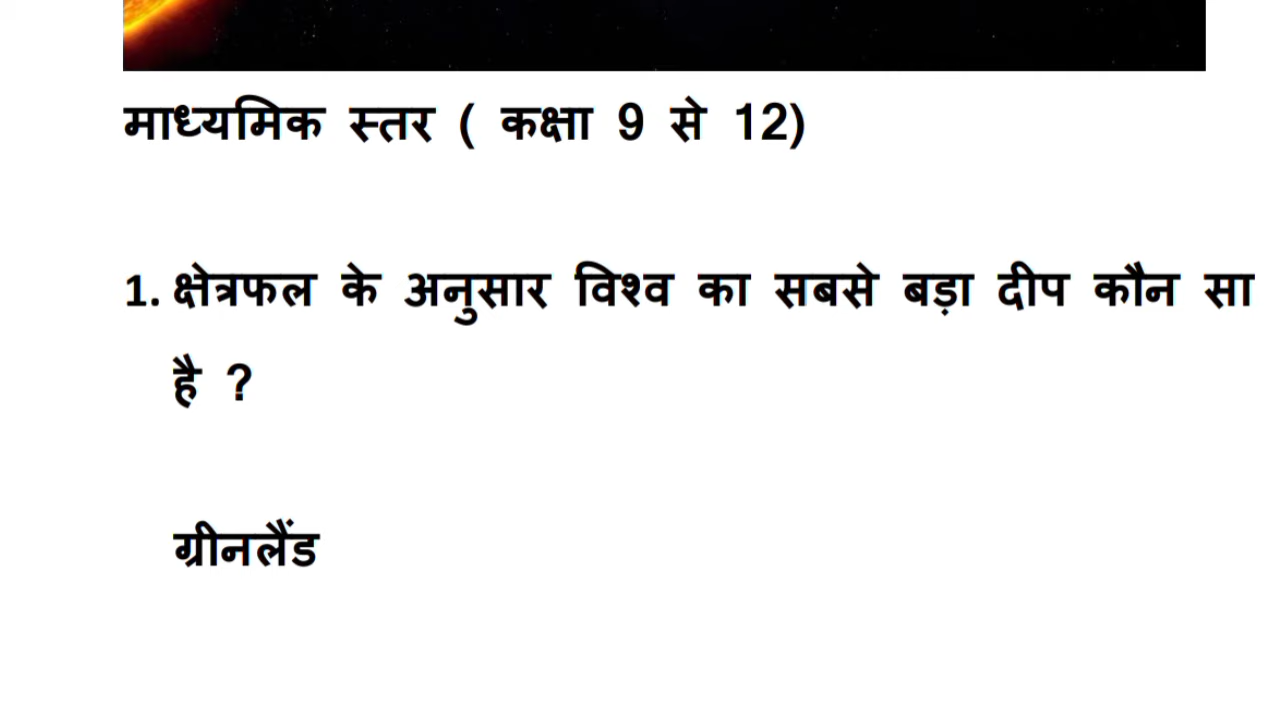 माध्यमिक स्तर ( कक्षा 9 से 12)
1. क्षेत्रफल के अनुसार विश्व का सबसे बड़ा दीप कौन सा
है ?
ग्रीनलैंड